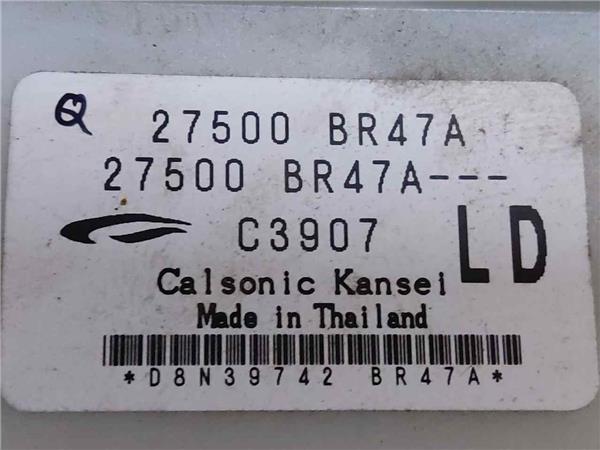 Q 27500 BR47A
27500 BR47A---
C3907 LD
Calsonic Kansei
Made in Thailand
*D8N39742 BR47A*